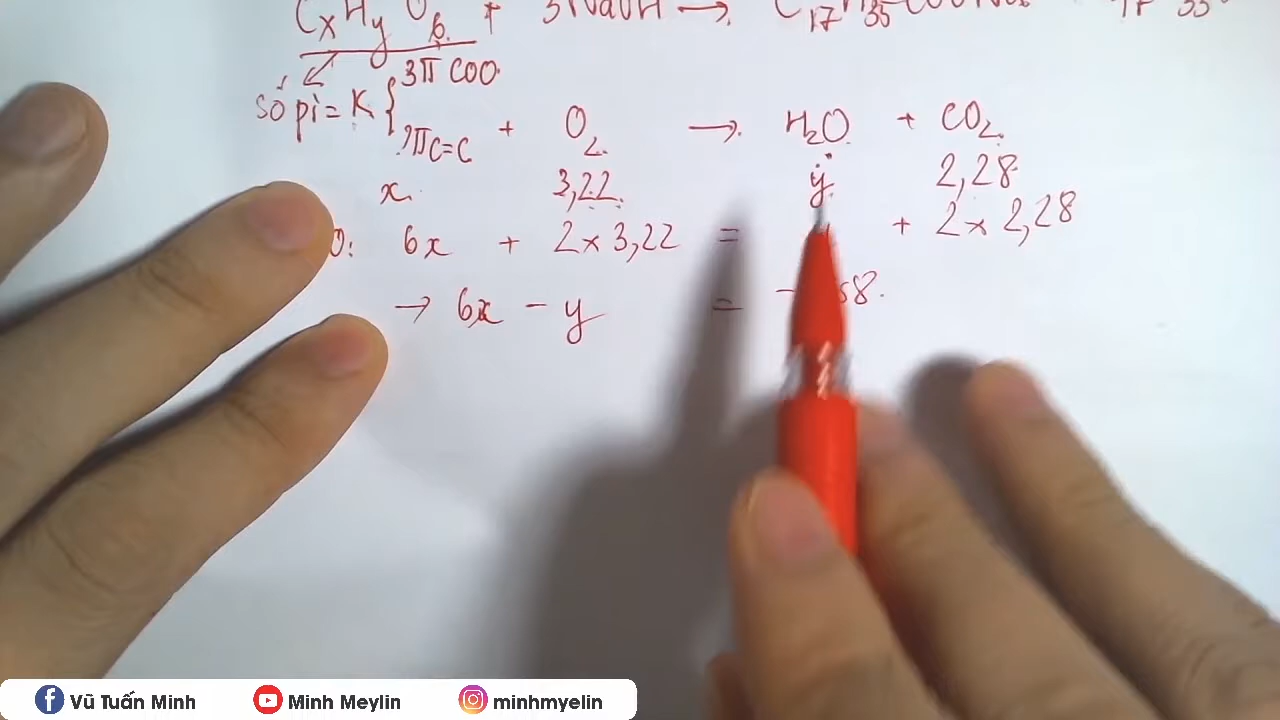 CxHyO6 + 3NaOH →
số pi = K { 3π COO
?π C=C + O2 → H2O + CO2
x 3,22 y 2,28
O: 6x + 2 x 3,22 = + 2 x 2,28
→ 6x - y =
Vũ Tuấn Minh Minh Meylin minhmyelin